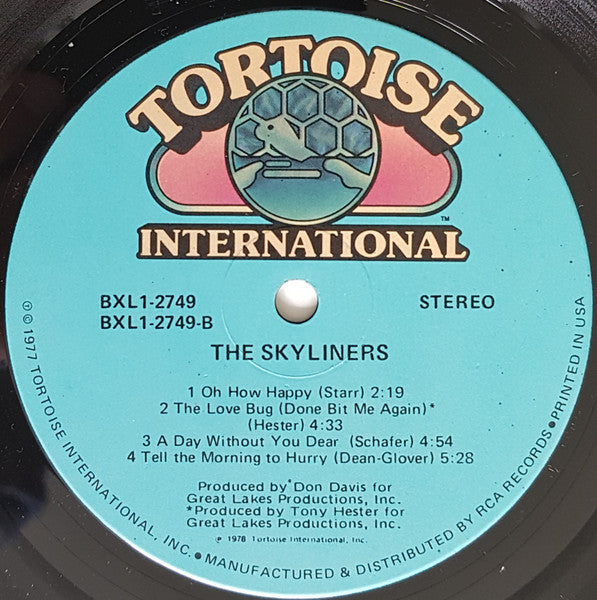 TORTOISE
INTERNATIONAL
TM
BXL1-2749
BXL1-2749-B
STEREO
THE SKYLINERS
1 Oh How Happy (Starr) 2:19
2 The Love Bug (Done Bit Me Again)*
(Hester) 4:33
3 A Day Without You Dear (Schafer) 4:54
4 Tell the Morning to Hurry (Dean-Glover) 5:28
Produced by Don Davis for
Great Lakes Productions, Inc.
*Produced by Tony Hester for
Great Lakes Productions, Inc.
℗ 1978 Tortoise International, Inc.
℗©1977 TORTOISE INTERNATIONAL, INC. ● MANUFACTURED & DISTRIBUTED BY RCA RECORDS ● PRINTED IN USA